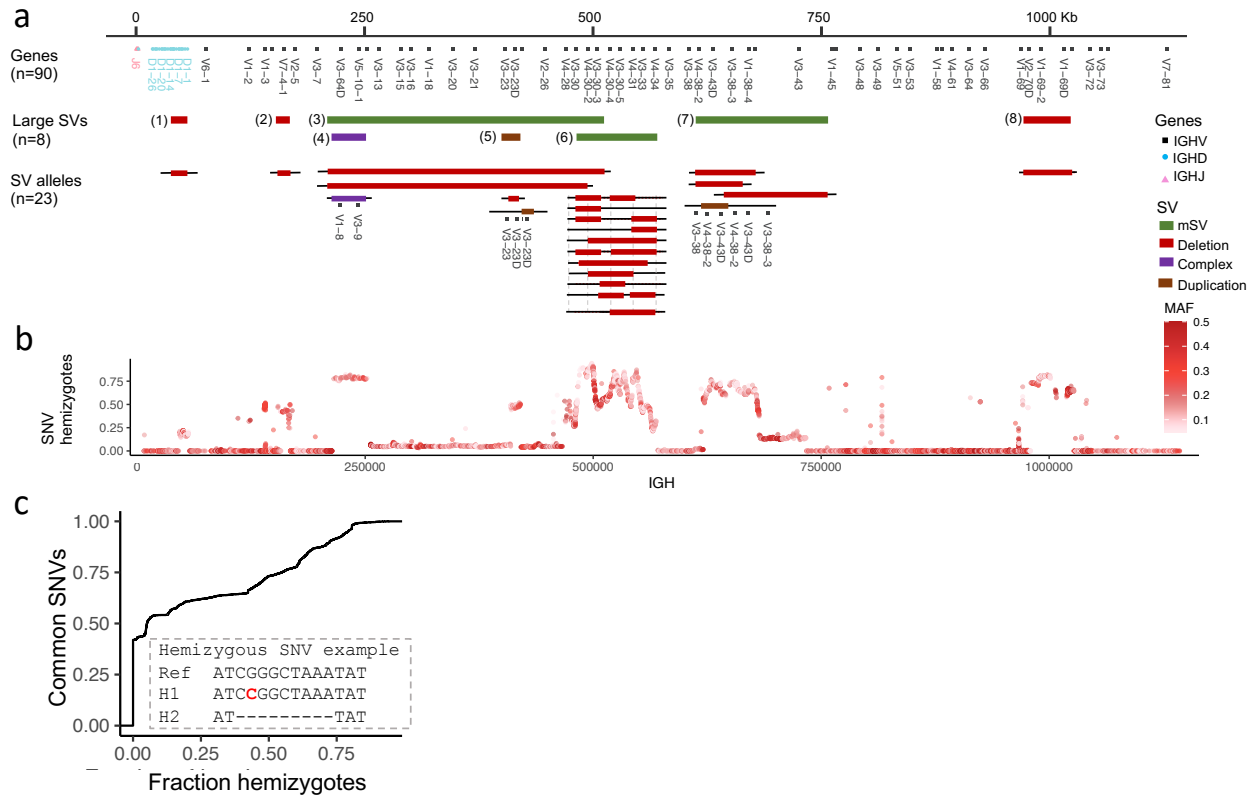 a
0 250 500 750 1000 Kb
Genes
(n=90)
J6
D1-26
D1-20
D1-14
D1-7
D1-1
V6-1
V1-2
V1-3
V7-4-1
V2-5
V3-7
V3-64D
V5-10-1
V3-13
V3-15
V3-16
V1-18
V3-20
V3-21
V3-23
V3-23D
V2-26
V4-28
V3-30
V4-30-2
V3-30-3
V3-30-5
V4-31
V3-33
V4-34
V3-35
V3-38
V4-38-2
V3-43D
V3-38-3
V1-38-4
V3-43
V1-45
V3-48
V3-49
V5-51
V3-53
V1-58
V4-61
V3-64
V3-66
V1-69
V2-70D
V1-69-2
V1-69D
V3-72
V3-73
V7-81
Large SVs
(n=8)
(1) (2) (3) (4) (5) (6) (7) (8)
SV alleles
(n=23)
V1-8
V3-9
V3-23
V3-23D
V3-23D
V3-38
V4-38-2
V3-43D
V4-38-2
V3-43D
V3-38-3
Genes
IGHV
IGHD
IGHJ
SV
mSV
Deletion
Complex
Duplication
MAF
0.5
0.4
0.3
0.2
0.1
b
SNV
hemizygotes
0.75
0.50
0.25
0.00
0 250000 500000 750000 1000000
IGH
c
Common SNVs
1.00
0.75
0.50
0.25
0.00
Hemizygous SNV example
Ref ATCGGGCTAAATAT
H1 ATCCGGCTAAATAT
H2 AT----------TAT
0.00 0.25 0.50 0.75
Fraction hemizygotes